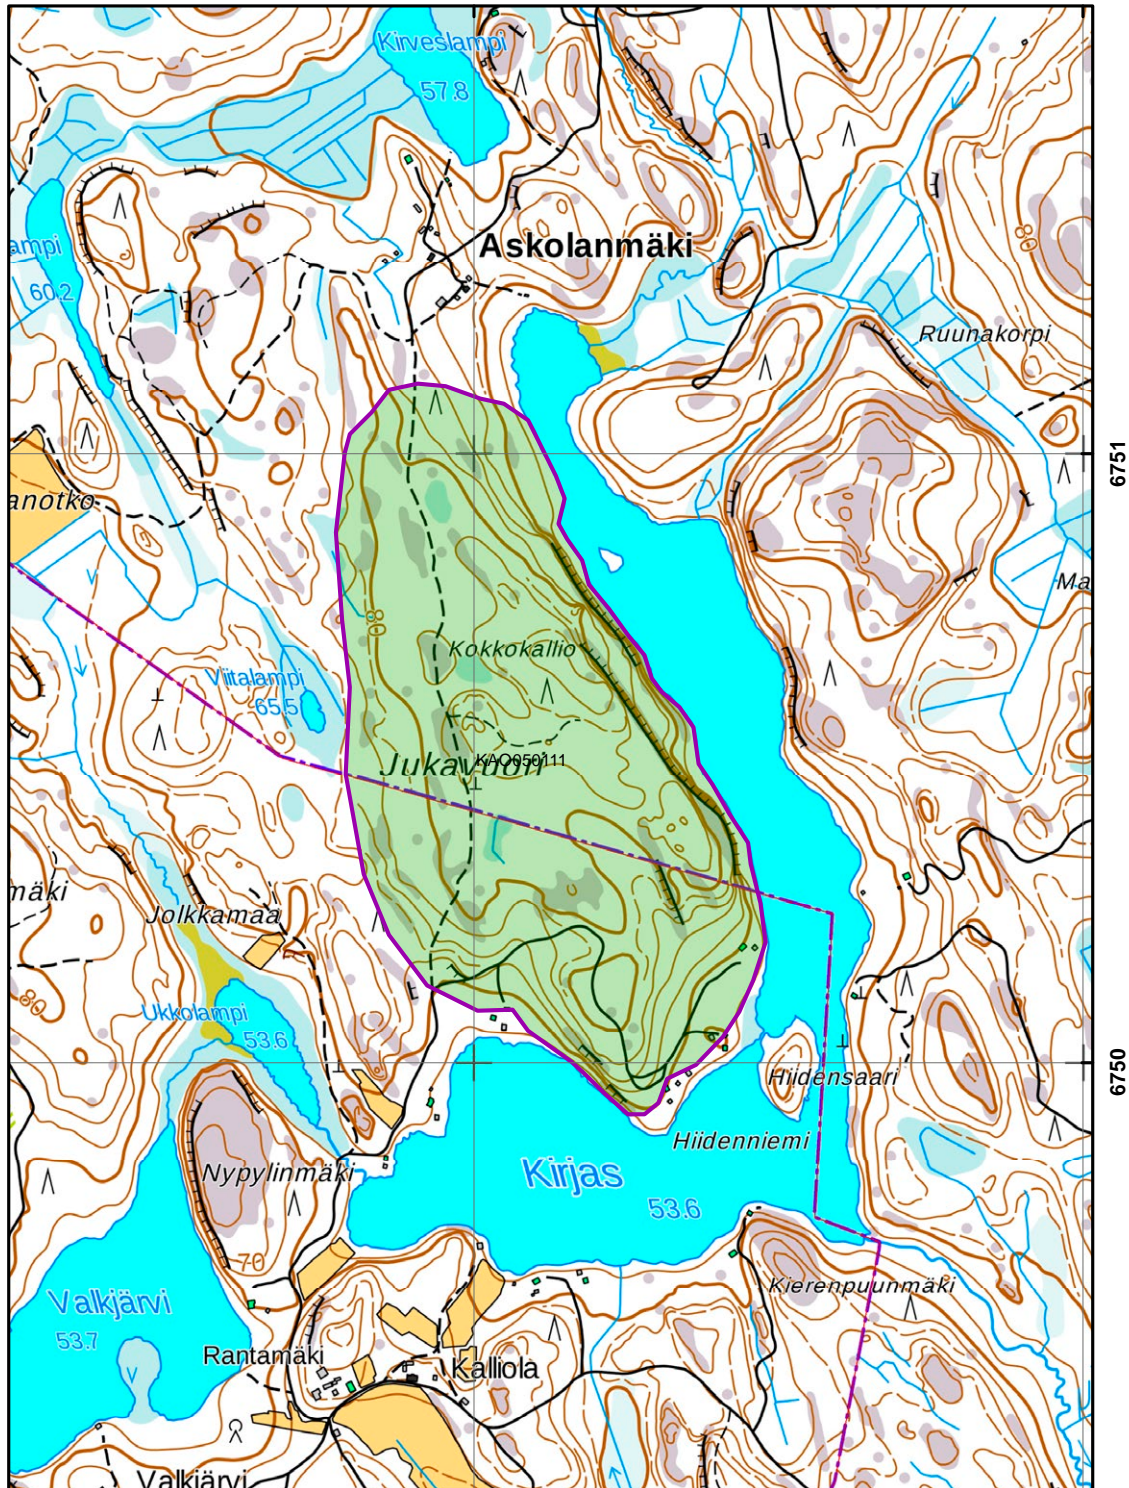 Kirveslampi
57.8
Askolanmäki
80
ampi
60.2
Ruunakorpi
6751
anotko
Ma
80
Kokkokallio
Viitalampi
65.5
Jukavuori
KAO050111
mäki
Jolkkamaa
80
Ukkolampi
53.6
6750
Hiidensaari
Hiidenniemi
Nypylinmäki
Kirjas
53.6
70
Kierenpuunmäki
Valkjärvi
53.7
Rantamäki
Kalliola
Valkjärvi